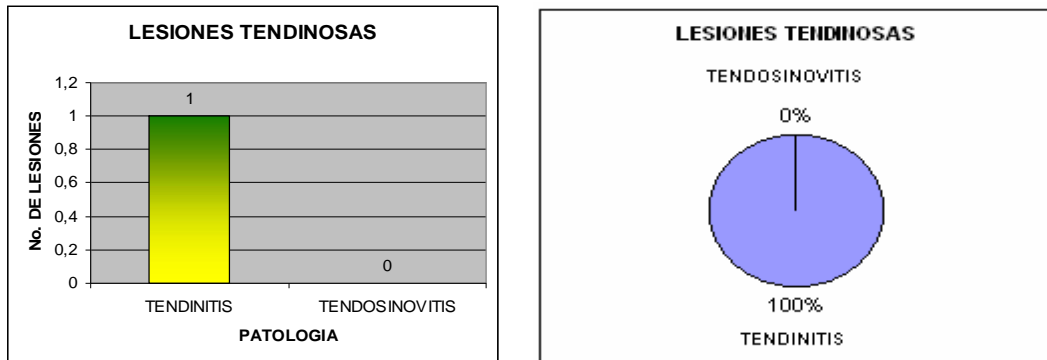 LESIONES TENDINOSAS
1,2
1
0,8
0,6
0,4
0,2
0
No. DE LESIONES
1
0
TENDINITIS
TENDOSINOVITIS
PATOLOGIA
LESIONES TENDINOSAS
TENDOSINOVITIS
0%
100%
TENDINITIS